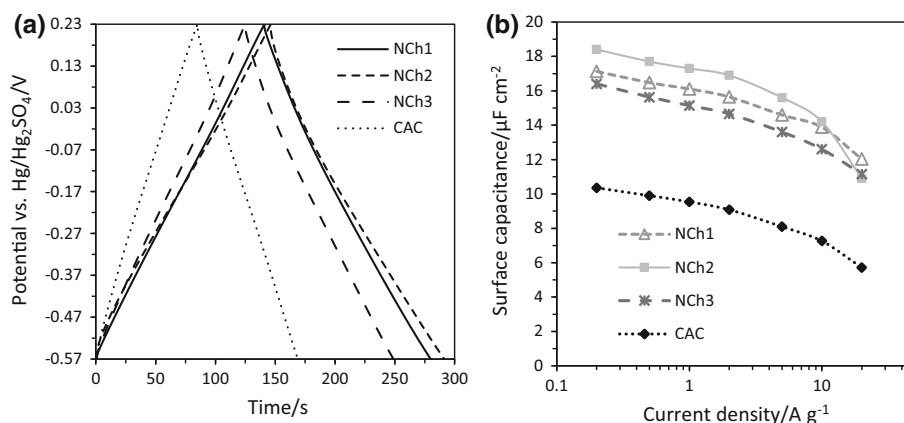 (a)
Potential vs. Hg/Hg2SO4/V
0.23
0.13
0.03
-0.07
-0.17
-0.27
-0.37
-0.47
-0.57
0 50 100 150 200 250 300
Time/s
NCh1
NCh2
NCh3
CAC
(b)
Surface capacitance/µF cm-2
20
18
16
14
12
10
8
6
4
2
0
0.1 1 10
Current density/A g-1
NCh1
NCh2
NCh3
CAC